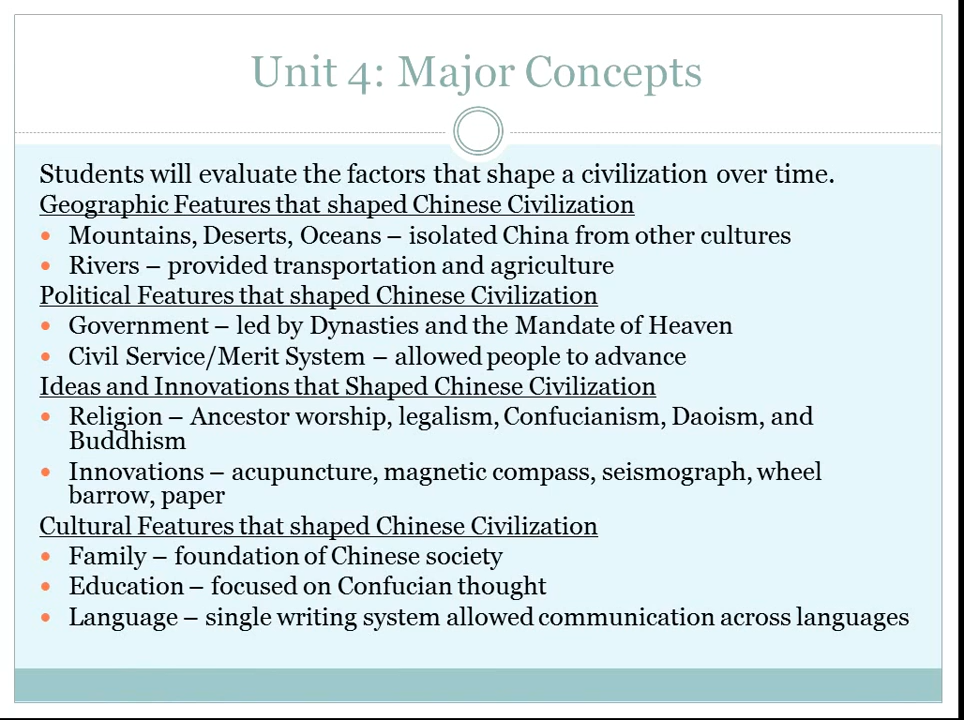 Unit 4: Major Concepts
Students will evaluate the factors that shape a civilization over time.
Geographic Features that shaped Chinese Civilization
• Mountains, Deserts, Oceans – isolated China from other cultures
• Rivers – provided transportation and agriculture
Political Features that shaped Chinese Civilization
• Government – led by Dynasties and the Mandate of Heaven
• Civil Service/Merit System – allowed people to advance
Ideas and Innovations that Shaped Chinese Civilization
• Religion – Ancestor worship, legalism, Confucianism, Daoism, and
Buddhism
• Innovations – acupuncture, magnetic compass, seismograph, wheel
barrow, paper
Cultural Features that shaped Chinese Civilization
• Family – foundation of Chinese society
• Education – focused on Confucian thought
• Language – single writing system allowed communication across languages